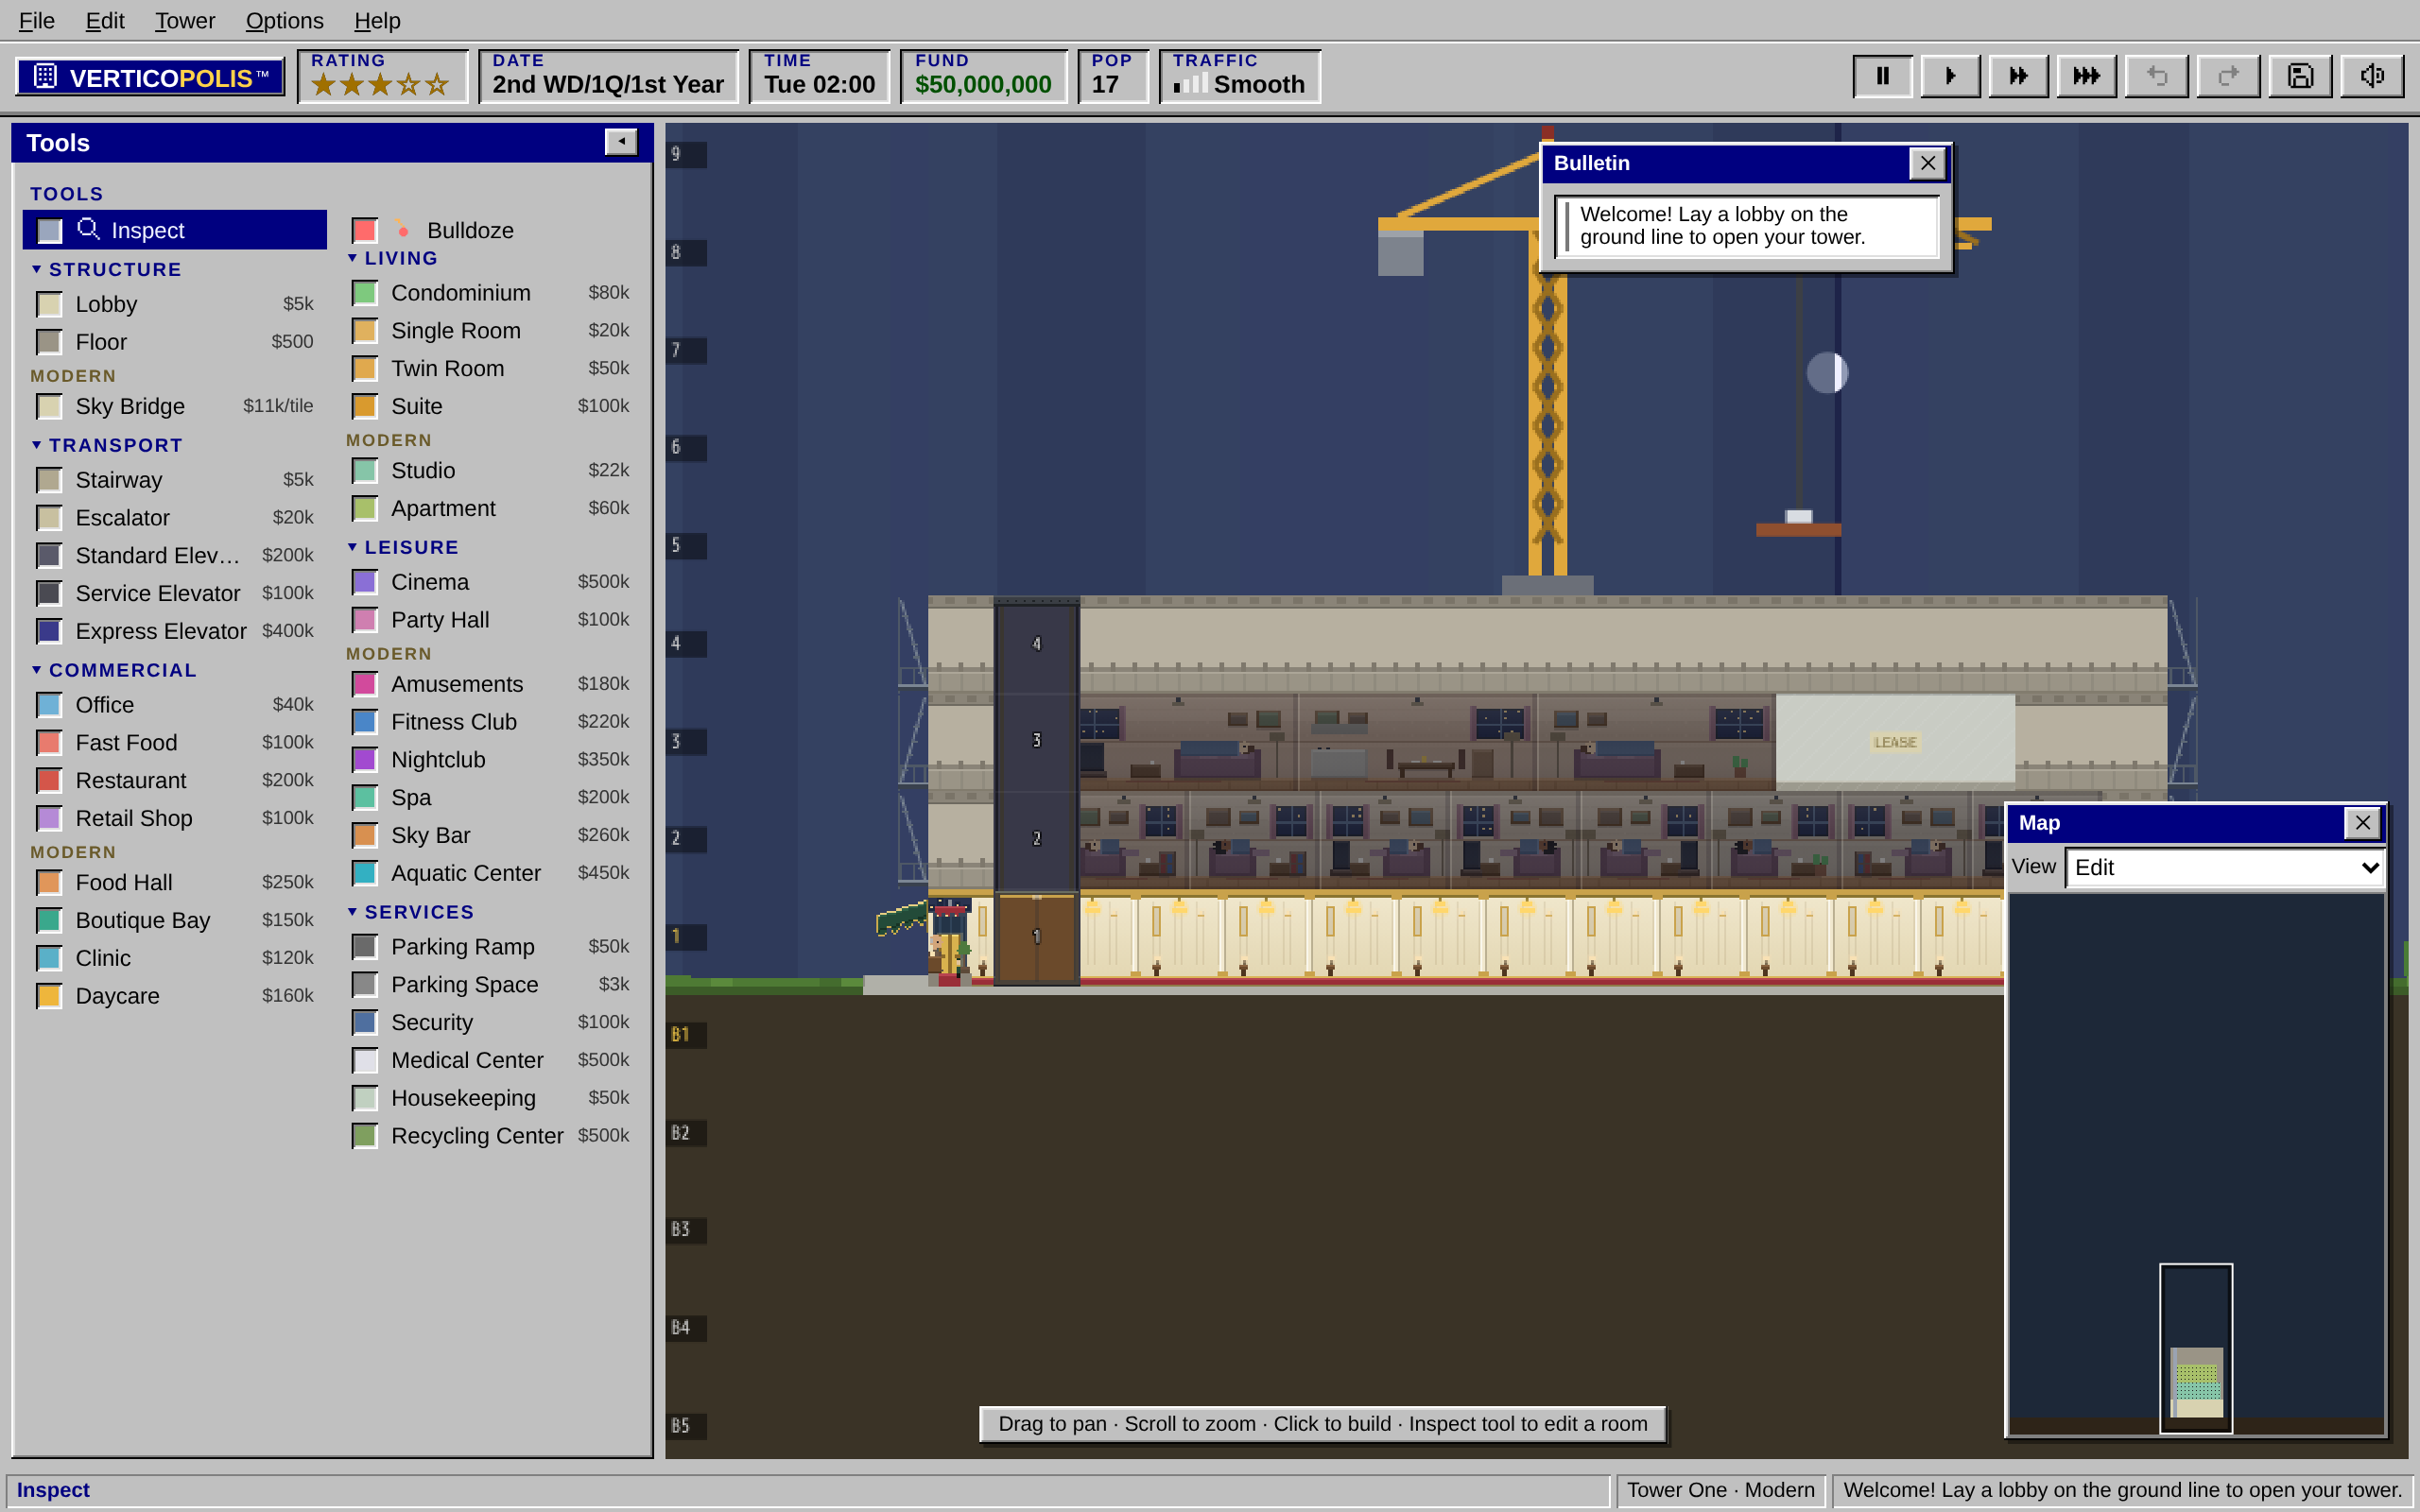 File Edit Tower Options Help
VERTICOPOLIS™
RATING
DATE
2nd WD/1Q/1st Year
TIME
Tue 02:00
FUND
$50,000,000
POP
17
TRAFFIC
Smooth
Tools
TOOLS
Inspect
Bulldoze
STRUCTURE
Lobby $5k
Floor $500
MODERN
Sky Bridge $11k/tile
TRANSPORT
Stairway $5k
Escalator $20k
Standard Elev… $200k
Service Elevator $100k
Express Elevator $400k
COMMERCIAL
Office $40k
Fast Food $100k
Restaurant $200k
Retail Shop $100k
MODERN
Food Hall $250k
Boutique Bay $150k
Clinic $120k
Daycare $160k
LIVING
Condominium $80k
Single Room $20k
Twin Room $50k
Suite $100k
MODERN
Studio $22k
Apartment $60k
LEISURE
Cinema $500k
Party Hall $100k
MODERN
Amusements $180k
Fitness Club $220k
Nightclub $350k
Spa $200k
Sky Bar $260k
Aquatic Center $450k
SERVICES
Parking Ramp $50k
Parking Space $3k
Security $100k
Medical Center $500k
Housekeeping $50k
Recycling Center $500k
9
8
7
6
5
4
3
2
1
B1
B2
B3
B4
B5
4
3
2
1
LEASE
Bulletin
Welcome! Lay a lobby on the
ground line to open your tower.
Map
View Edit
Drag to pan · Scroll to zoom · Click to build · Inspect tool to edit a room
Inspect
Tower One · Modern
Welcome! Lay a lobby on the ground line to open your tower.